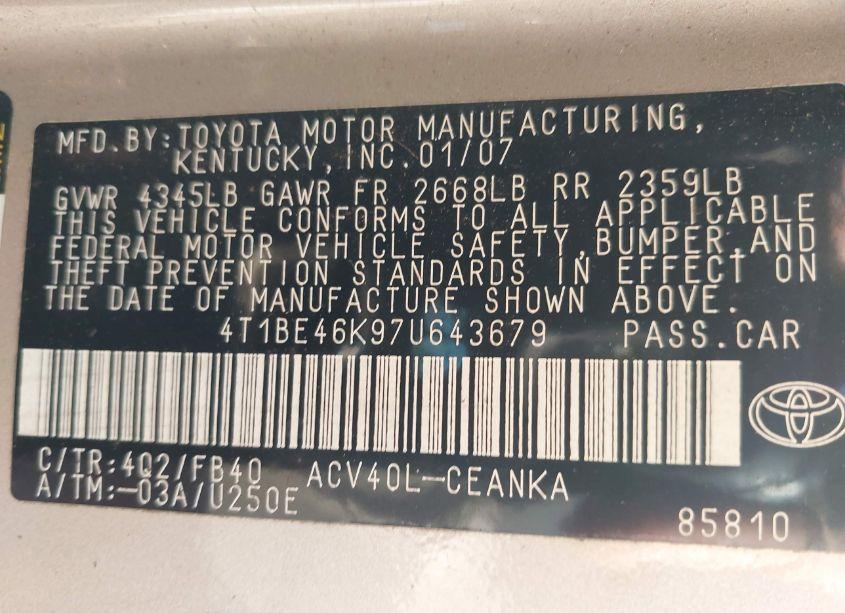 MFD. BY: TOYOTA MOTOR MANUFACTURING,
KENTUCKY, INC. 01/07
GVWR 4345LB GAWR FR 2668LB RR 2359LB
THIS VEHICLE CONFORMS TO ALL APPLICABLE
FEDERAL MOTOR VEHICLE SAFETY, BUMPER, AND
THEFT PREVENTION STANDARDS IN EFFECT ON
THE DATE OF MANUFACTURE SHOWN ABOVE.
4T1BE46K97U643679 PASS. CAR
C/TR: 4Q2/FB40 ACV40L-CEANKA
A/TM: -03A/U250E
85810